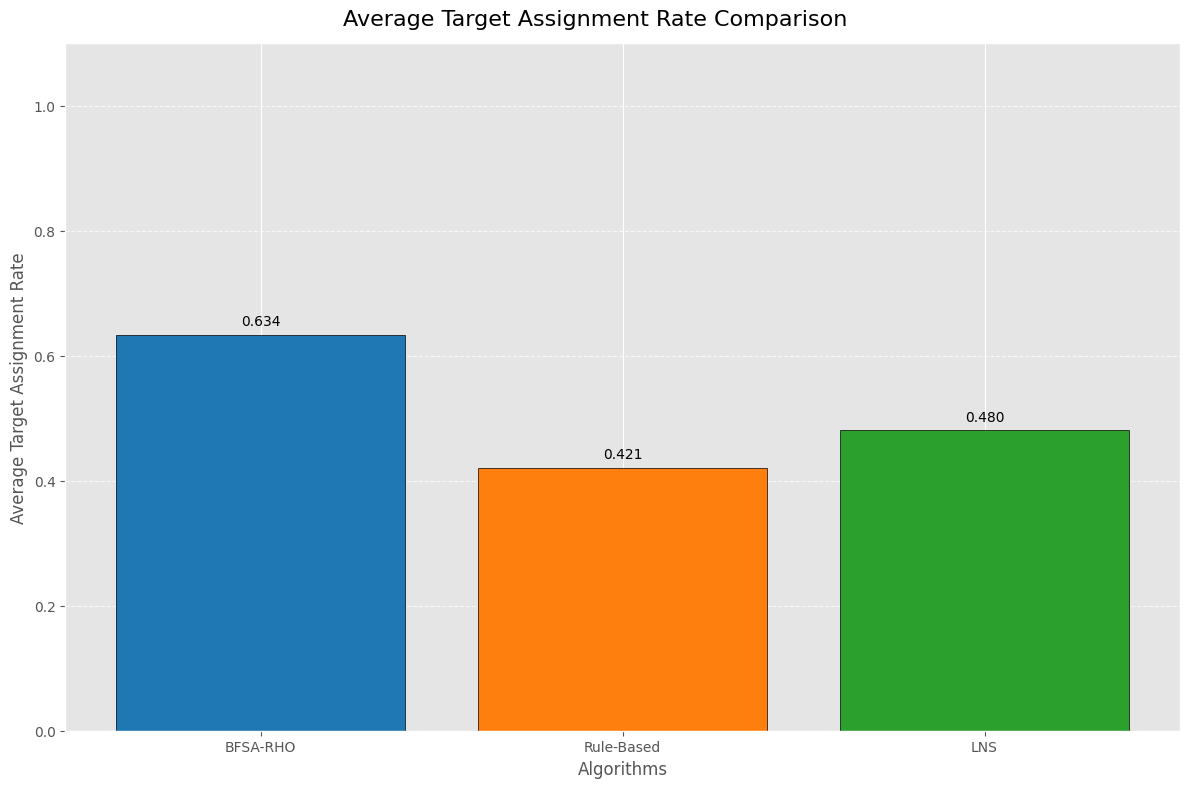 Average Target Assignment Rate Comparison
Average Target Assignment Rate
1.0
0.8
0.6
0.4
0.2
0.0
0.634
0.421
0.480
BFSA-RHO
Rule-Based
LNS
Algorithms